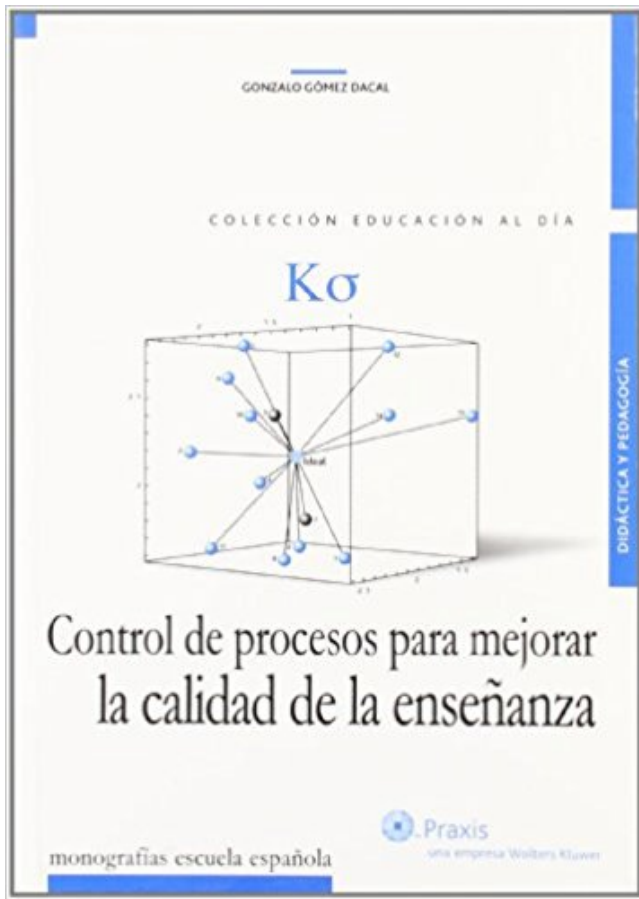 GONZALO GÓMEZ DACAL
COLECCIÓN EDUCACIÓN AL DÍA
Kσ
Ideal
DIDÁCTICA Y PEDAGOGÍA
Control de procesos para mejorar
la calidad de la enseñanza
Praxis
una empresa Wolters Kluwer
monografías escuela española